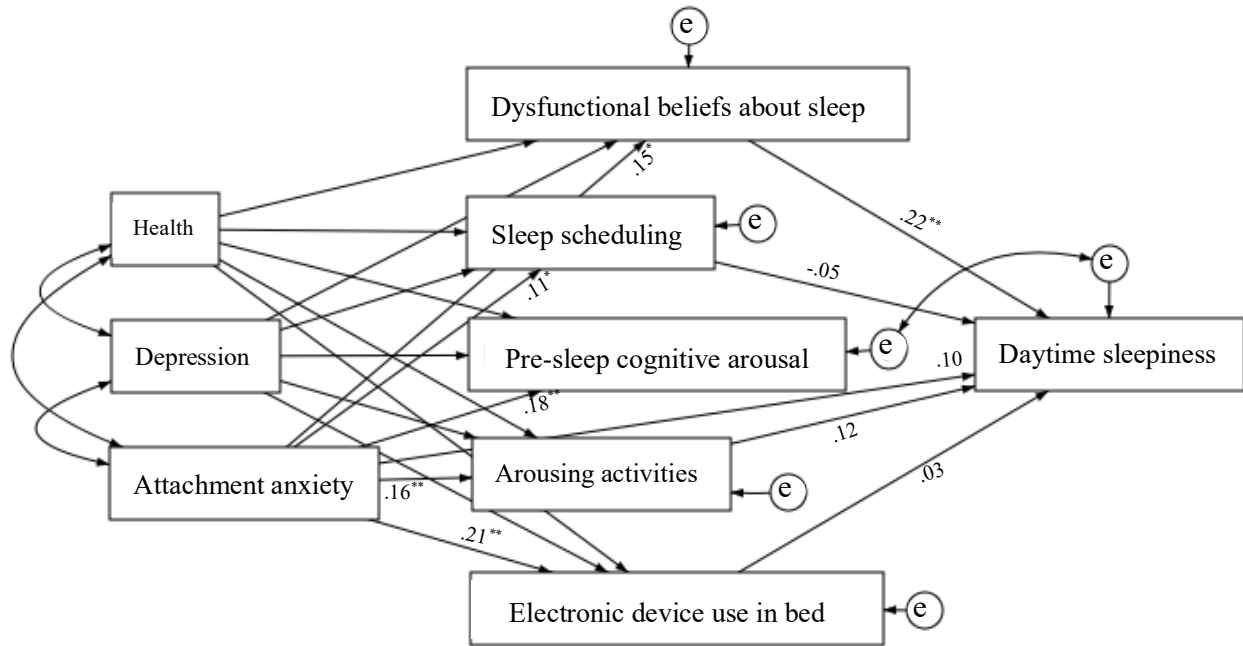 e
Dysfunctional beliefs about sleep
.15*
Health
Sleep scheduling
e
.22**
-.05
e
.11*
Depression
Pre-sleep cognitive arousal
e
Daytime sleepiness
.10
.18**
.12
Attachment anxiety
.16**
Arousing activities
e
.03
.21**
Electronic device use in bed
e